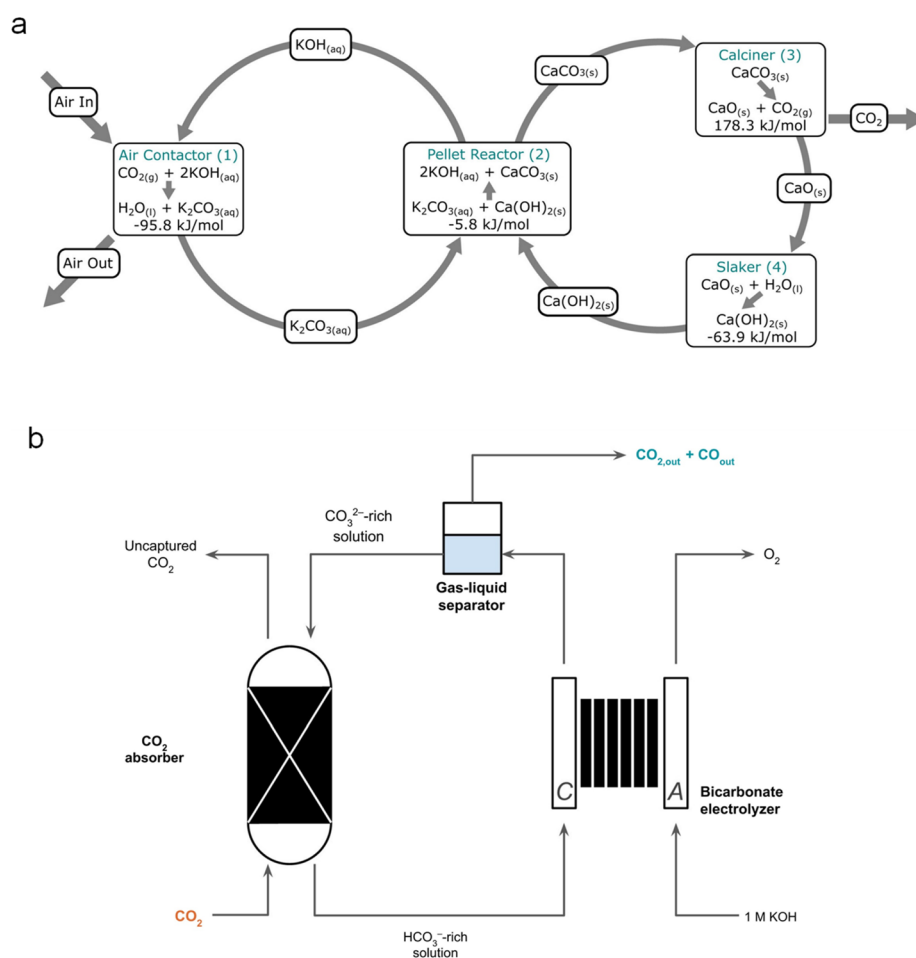 a
KOH(aq)
CaCO₃(s)
Air In
Calciner (3)
CaCO₃(s)
CaO(s) + CO₂(g)
178.3 kJ/mol
CO₂
Air Contactor (1)
CO₂(g) + 2KOH(aq)
H₂O(l) + K₂CO₃(aq)
-95.8 kJ/mol
Pellet Reactor (2)
2KOH(aq) + CaCO₃(s)
K₂CO₃(aq) + Ca(OH)₂(s)
-5.8 kJ/mol
CaO(s)
Air Out
K₂CO₃(aq)
Ca(OH)₂(s)
Slaker (4)
CaO(s) + H₂O(l)
Ca(OH)₂(s)
-63.9 kJ/mol
b
CO₂,out + COout
CO₃²⁻-rich
solution
Uncaptured
CO₂
Gas-liquid
separator
O₂
CO₂
absorber
C
A
Bicarbonate
electrolyzer
CO₂
HCO₃⁻-rich
solution
1 M KOH